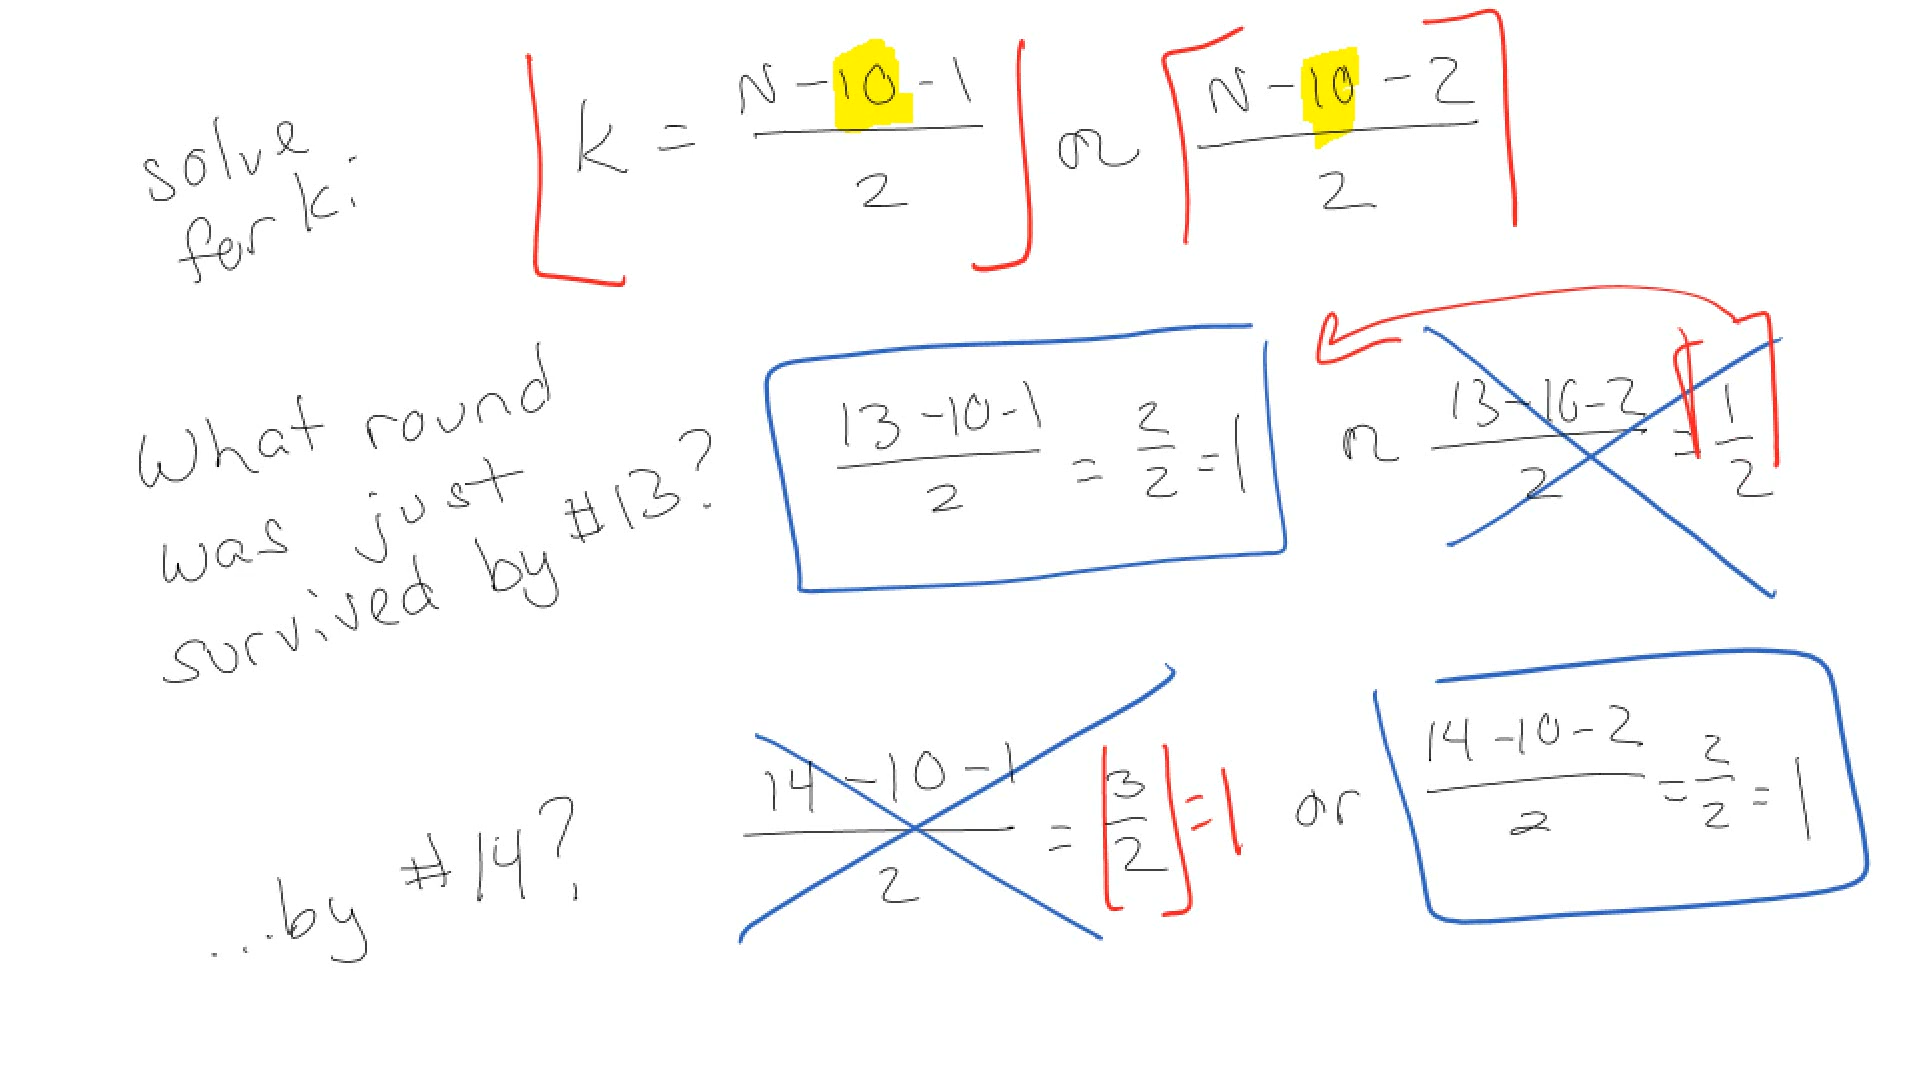 solve for k:
⌊k = (N - 10 - 1)/2⌋ or ⌈(N - 10 - 2)/2⌉
What round was just survived by #13?
(13 - 10 - 1)/2 = 2/2 = 1 or (13 - 10 - 2)/2 = ⌈1/2⌉
...by #14?
(14 - 10 - 1)/2 = ⌊3/2⌋ = 1 or (14 - 10 - 2)/2 = 2/2 = 1